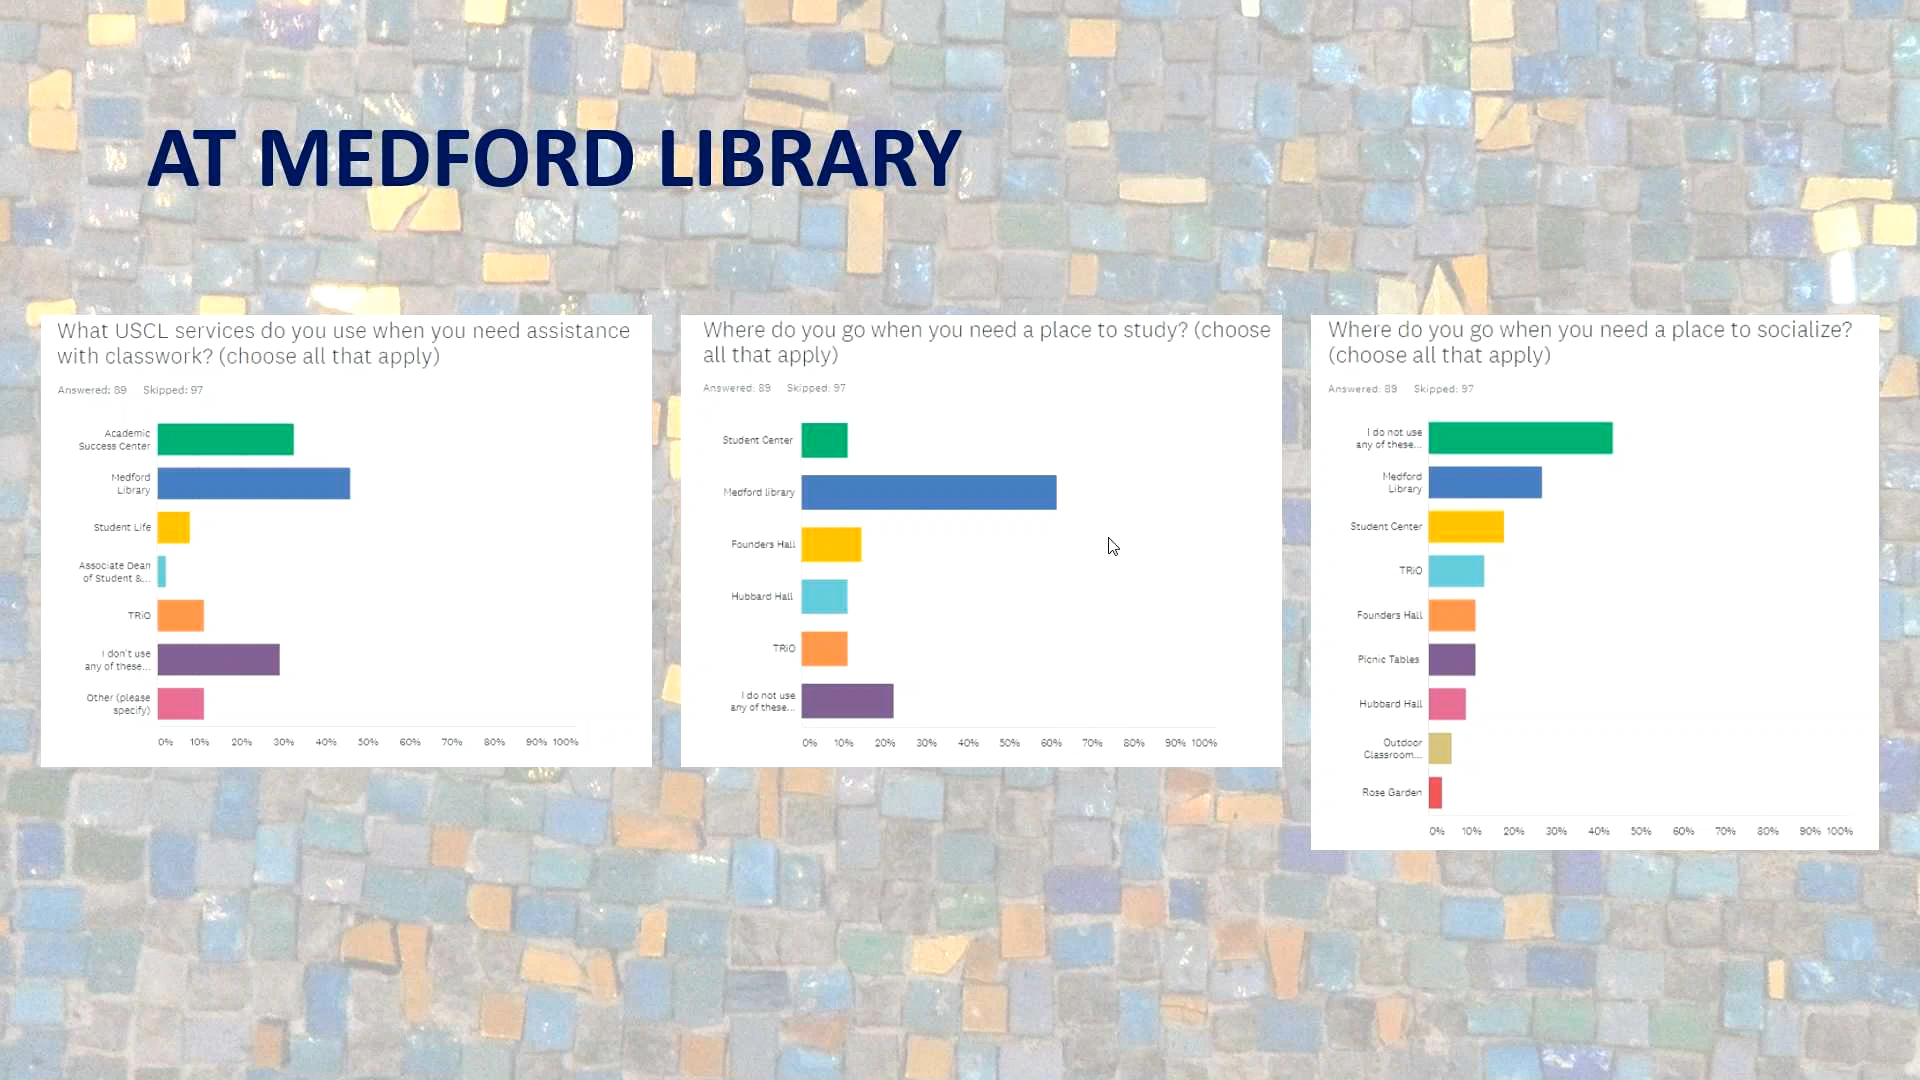 AT MEDFORD LIBRARY
What USCL services do you use when you need assistance
with classwork? (choose all that apply)
Answered: 89 Skipped: 97
Academic
Success Center
Medford
Library
Student Life
Associate Dean
of Student &...
TRiO
I don't use
any of these...
Other (please
specify)
0% 10% 20% 30% 40% 50% 60% 70% 80% 90% 100%
Where do you go when you need a place to study? (choose
all that apply)
Answered: 89 Skipped: 97
Student Center
Medford library
Founders Hall
Hubbard Hall
TRiO
I do not use
any of these...
0% 10% 20% 30% 40% 50% 60% 70% 80% 90% 100%
Where do you go when you need a place to socialize?
(choose all that apply)
Answered: 89 Skipped: 97
I do not use
any of these...
Medford
Library
Student Center
TRiO
Founders Hall
Picnic Tables
Hubbard Hall
Outdoor
Classroom...
Rose Garden
0% 10% 20% 30% 40% 50% 60% 70% 80% 90% 100%